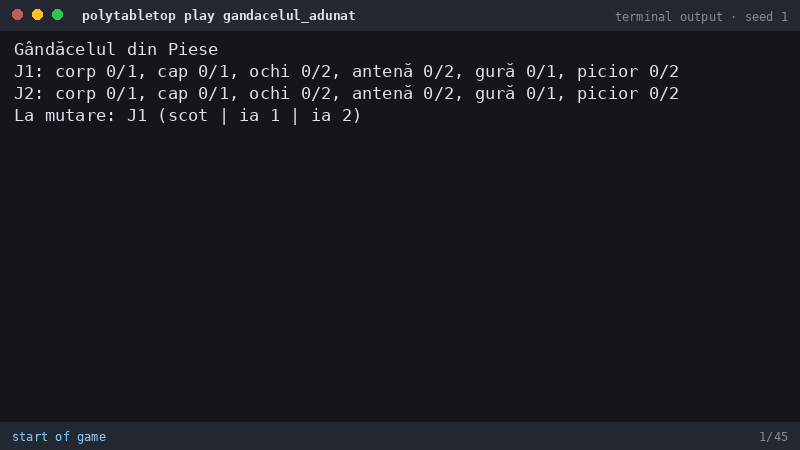 polytabletop play gandacelul_adunat
terminal output · seed 1
Gândăcelul din Piese
J1: corp 0/1, cap 0/1, ochi 0/2, antenă 0/2, gură 0/1, picior 0/2
J2: corp 0/1, cap 0/1, ochi 0/2, antenă 0/2, gură 0/1, picior 0/2
La mutare: J1 (scot | ia 1 | ia 2)
start of game
1/45